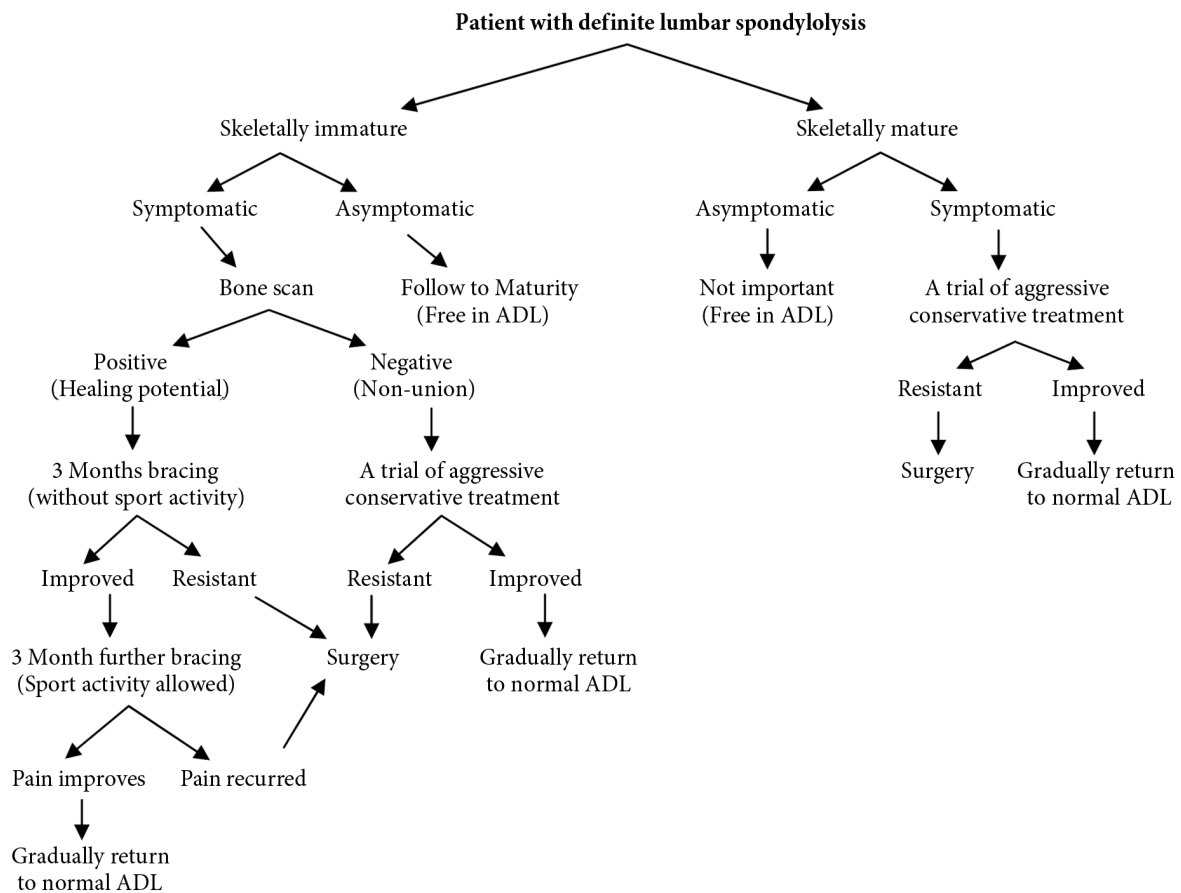 Patient with definite lumbar spondylolysis
Skeletally immature
Skeletally mature
Symptomatic
Asymptomatic
Asymptomatic
Symptomatic
Bone scan
Follow to Maturity
(Free in ADL)
Not important
(Free in ADL)
A trial of aggressive
conservative treatment
Positive
(Healing potential)
Negative
(Non-union)
Resistant
Improved
3 Months bracing
(without sport activity)
A trial of aggressive
conservative treatment
Surgery
Gradually return
to normal ADL
Improved
Resistant
Resistant
Improved
3 Month further bracing
(Sport activity allowed)
Surgery
Gradually return
to normal ADL
Pain improves
Pain recurred
Gradually return
to normal ADL